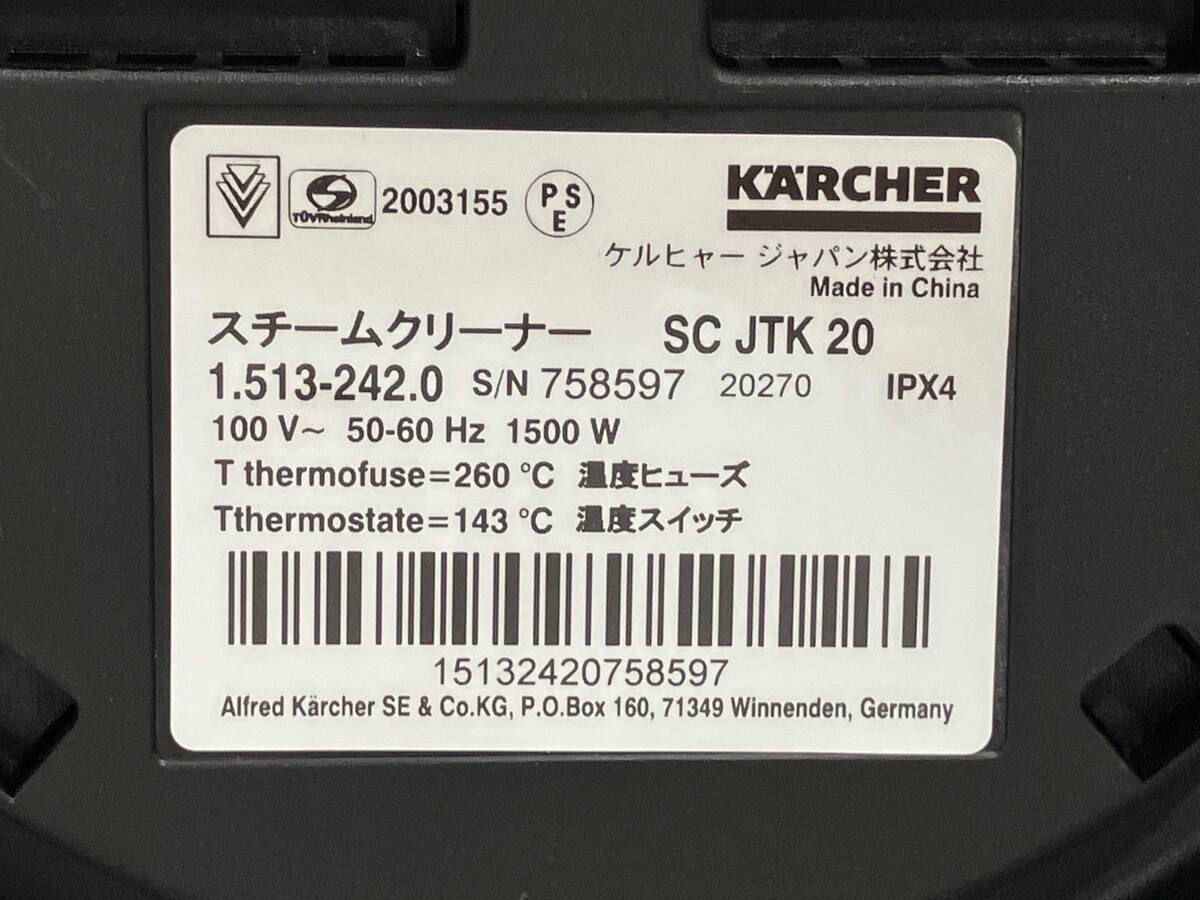 TÜVRheinland 2003155 PSE
KÄRCHER
ケルヒャー ジャパン株式会社
Made in China
スチームクリーナー SC JTK 20
1.513-242.0 S/N 758597 20270 IPX4
100 V~ 50-60 Hz 1500 W
T thermofuse=260 °C 温度ヒューズ
Tthermostate=143 °C 温度スイッチ
15132420758597
Alfred Kärcher SE & Co.KG, P.O.Box 160, 71349 Winnenden, Germany